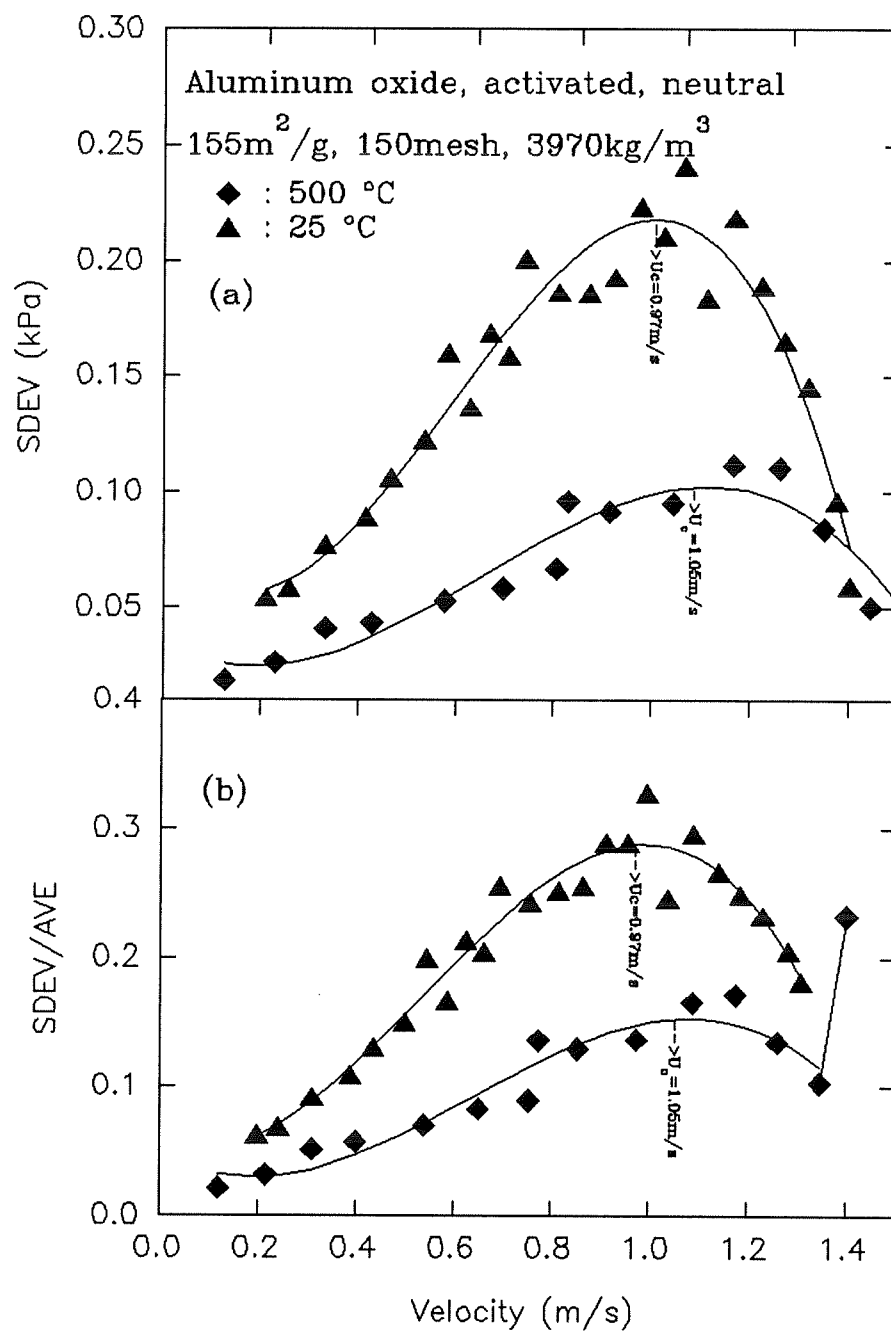 0.30
Aluminum oxide, activated, neutral
155m²/g, 150mesh, 3970kg/m³
◆ : 500 °C
▲ : 25 °C
0.25
0.20
(a)
-->Uc=0.97m/s
SDEV (kPa)
0.15
0.10
-->U_c=1.05m/s
0.05
0.4
(b)
0.3
-->Uc=0.97m/s
SDEV/AVE
0.2
0.1
-->U =1.05m/s
0.0
0.0 0.2 0.4 0.6 0.8 1.0 1.2 1.4
Velocity (m/s)